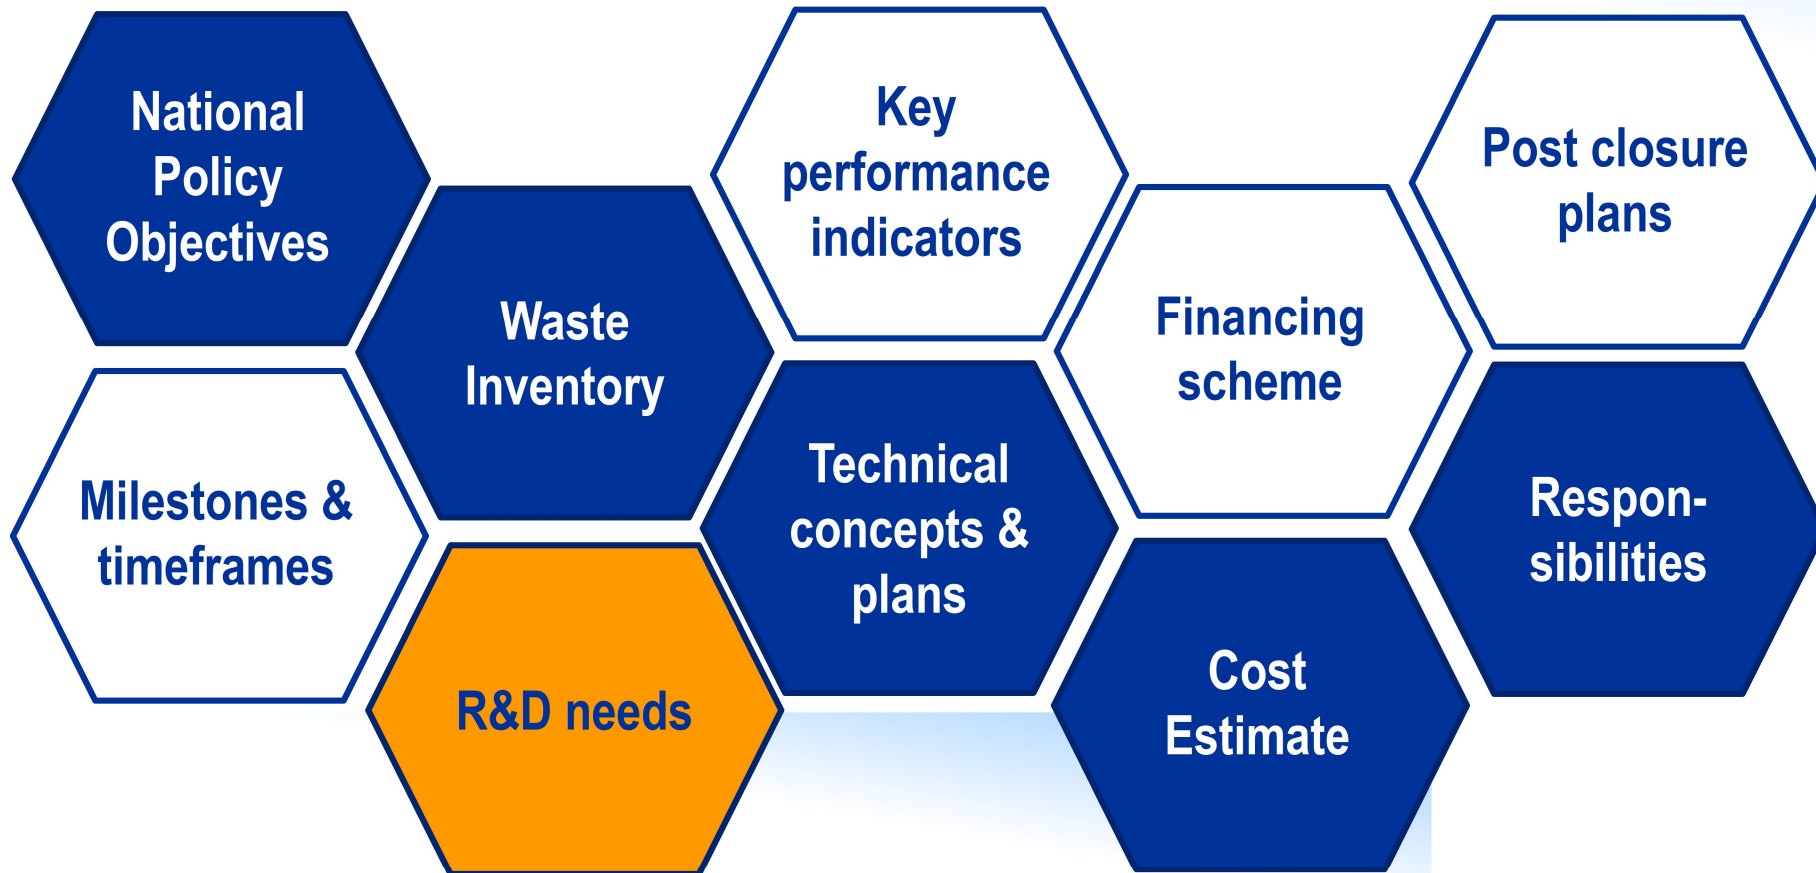 National
Policy
Objectives
Key
performance
indicators
Post closure
plans
Waste
Inventory
Financing
scheme
Milestones &
timeframes
Technical
concepts &
plans
Respon-
sibilities
R&D needs
Cost
Estimate